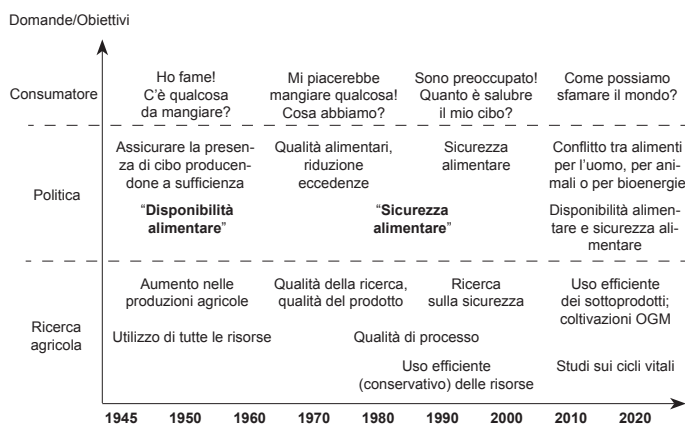 Domande/Obiettivi
Consumatore
Ho fame!
C'è qualcosa
da mangiare?
Mi piacerebbe
mangiare qualcosa!
Cosa abbiamo?
Sono preoccupato!
Quanto è salubre
il mio cibo?
Come possiamo
sfamare il mondo?
Politica
Assicurare la presen-
za di cibo producen-
done a sufficienza
Qualità alimentari,
riduzione
eccedenze
Sicurezza
alimentare
Conflitto tra alimenti
per l'uomo, per ani-
mali o per bioenergie
“Disponibilità
alimentare”
“Sicurezza
alimentare”
Disponibilità alimen-
tare e sicurezza ali-
mentare
Ricerca
agricola
Aumento nelle
produzioni agricole
Qualità della ricerca,
qualità del prodotto
Ricerca
sulla sicurezza
Uso efficiente
dei sottoprodotti;
coltivazioni OGM
Utilizzo di tutte le risorse
Qualità di processo
Uso efficiente
(conservativo) delle risorse
Studi sui cicli vitali
1945 1950 1960 1970 1980 1990 2000 2010 2020